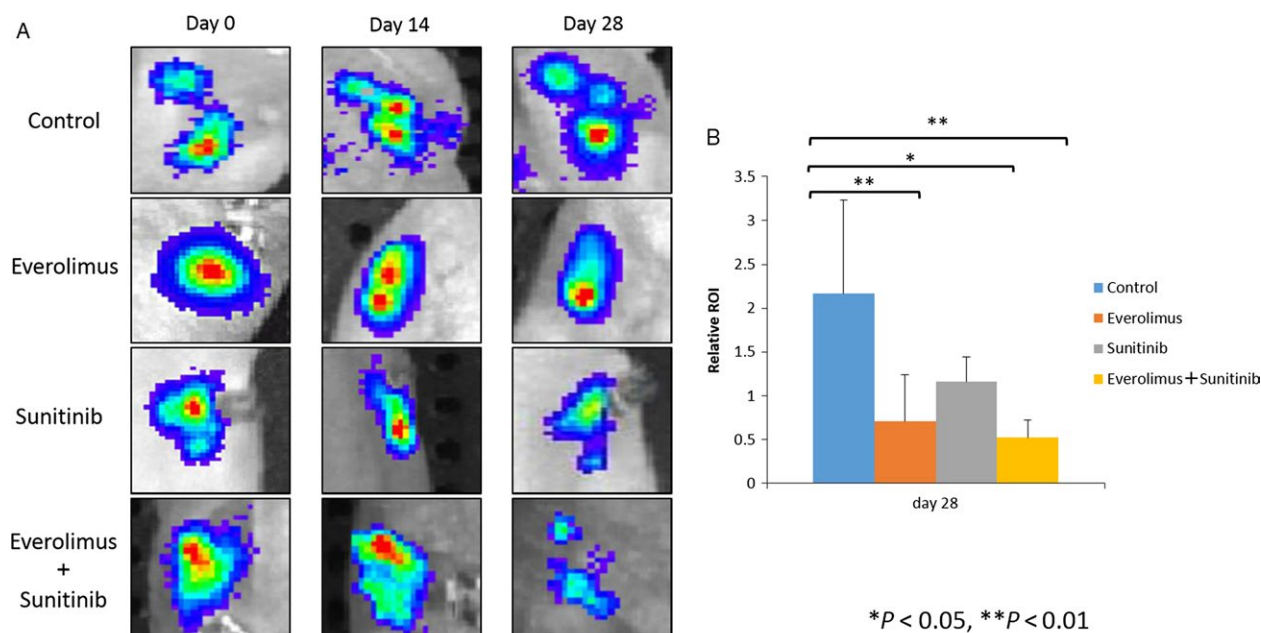 A
Day 0
Day 14
Day 28
Control
Everolimus
Sunitinib
Everolimus
+
Sunitinib
B
**
*
**
3.5
3
2.5
2
1.5
1
0.5
0
Relative ROI
day 28
Control
Everolimus
Sunitinib
Everolimus+Sunitinib
*P < 0.05, **P < 0.01